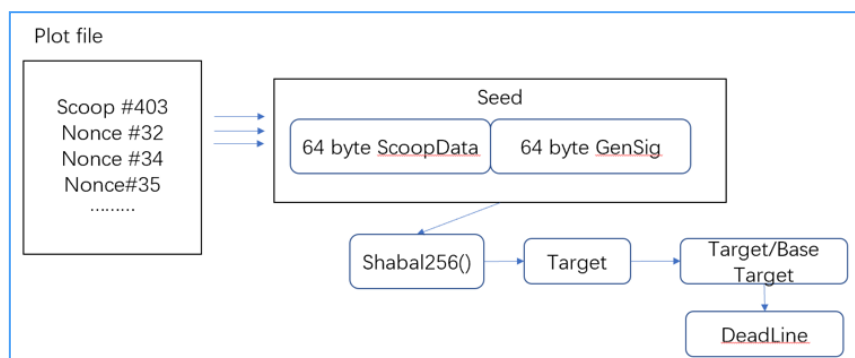 Plot file
Scoop #403
Nonce #32
Nonce #34
Nonce#35
………
Seed
64 byte ScoopData
64 byte GenSig
Shabal256()
Target
Target/Base
Target
DeadLine